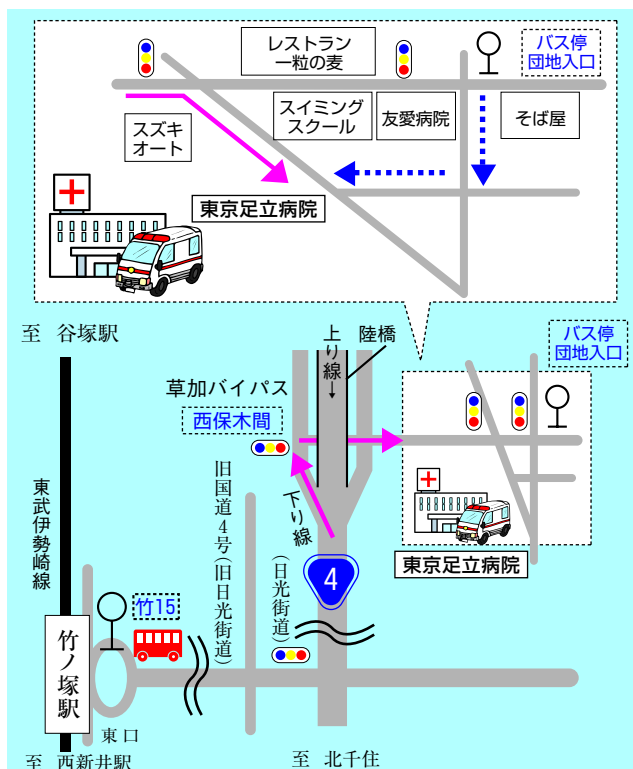 レストラン
一粒の麦
バス停
団地入口
スズキ
オート
スイミング
スクール
友愛病院
そば屋
東京足立病院
至 谷塚駅
上り線→
陸橋
バス停
団地入口
草加バイパス
西保木間
東武伊勢崎線
旧国道4号(旧日光街道)
下り線
(日光街道)
4
東京足立病院
竹15
竹ノ塚駅
東口
至 西新井駅
至 北千住